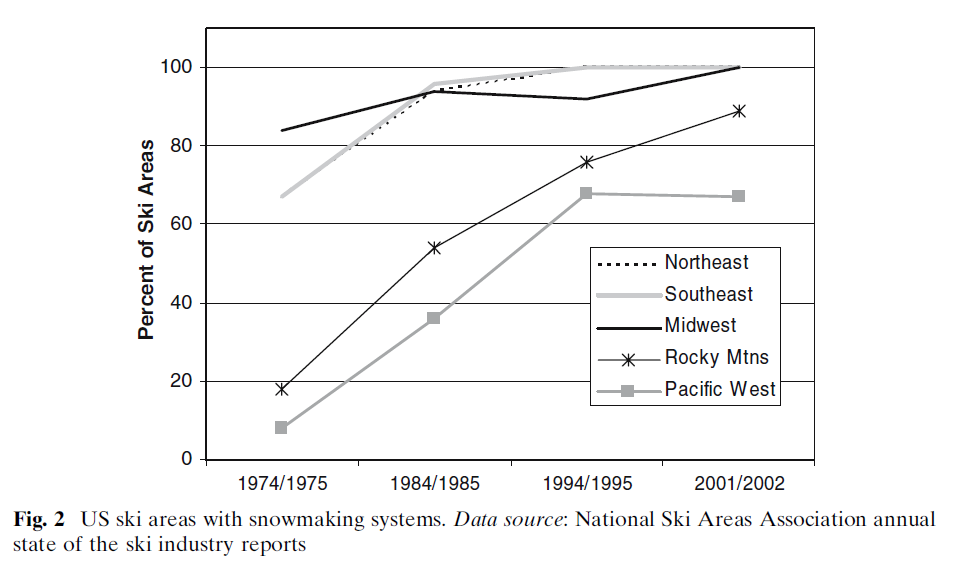 100
80
60
40
20
0
Percent of Ski Areas
Northeast
Southeast
Midwest
Rocky Mtns
Pacific West
1974/1975 1984/1985 1994/1995 2001/2002
Fig. 2 US ski areas with snowmaking systems. Data source: National Ski Areas Association annual
state of the ski industry reports